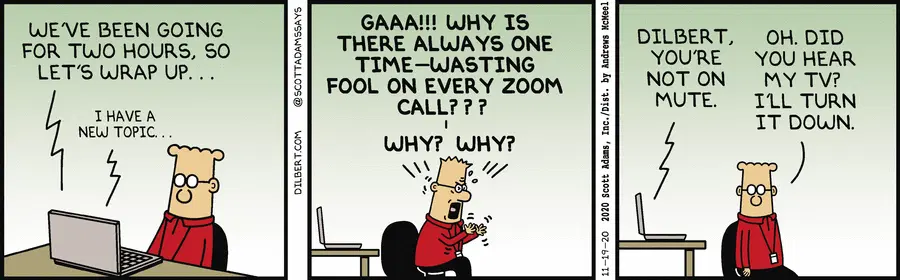 WE'VE BEEN GOING
FOR TWO HOURS, SO
LET'S WRAP UP...
I HAVE A
NEW TOPIC...
DILBERT.COM @SCOTTADAMSSAYS
GAAA!!! WHY IS
THERE ALWAYS ONE
TIME-WASTING
FOOL ON EVERY ZOOM
CALL???
WHY? WHY?
11-19-20 2020 Scott Adams, Inc./Dist. by Andrews McMeel
DILBERT,
YOU'RE
NOT ON
MUTE.
OH. DID
YOU HEAR
MY TV?
I'LL TURN
IT DOWN.